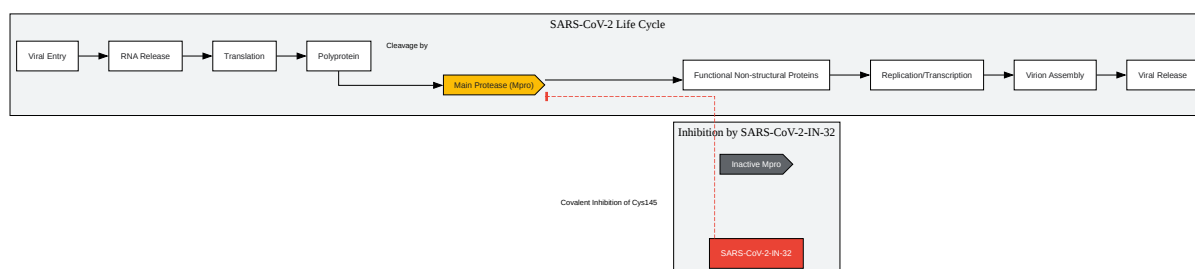 SARS-CoV-2 Life Cycle
Viral Entry
RNA Release
Translation
Polyprotein
Cleavage by
Main Protease (Mpro)
Functional Non-structural Proteins
Replication/Transcription
Virion Assembly
Viral Release
Inhibition by SARS-CoV-2-IN-32
Inactive Mpro
Covalent Inhibition of Cys145
SARS-CoV-2-IN-32